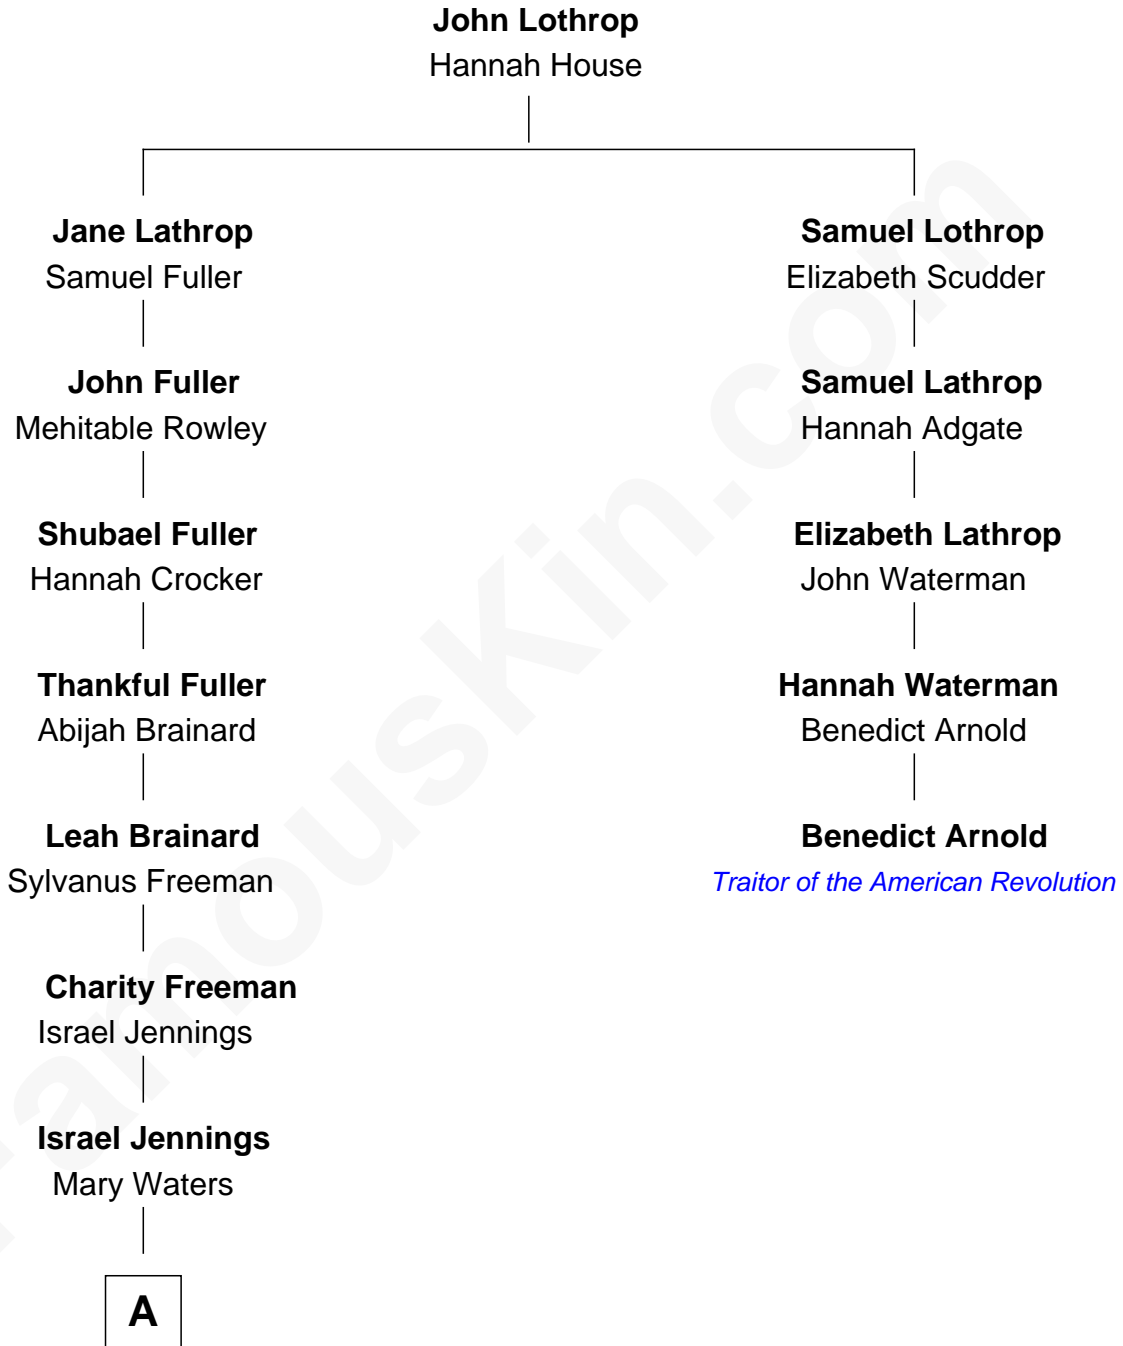 John Lothrop
Hannah House
Jane Lathrop
Samuel Fuller
Samuel Lothrop
Elizabeth Scudder
John Fuller
Mehitable Rowley
Samuel Lathrop
Hannah Adgate
Shubael Fuller
Hannah Crocker
Elizabeth Lathrop
John Waterman
Thankful Fuller
Abijah Brainard
Hannah Waterman
Benedict Arnold
Leah Brainard
Sylvanus Freeman
Benedict Arnold
Traitor of the American Revolution
Charity Freeman
Israel Jennings
Israel Jennings
Mary Waters
A
FamousKin.com